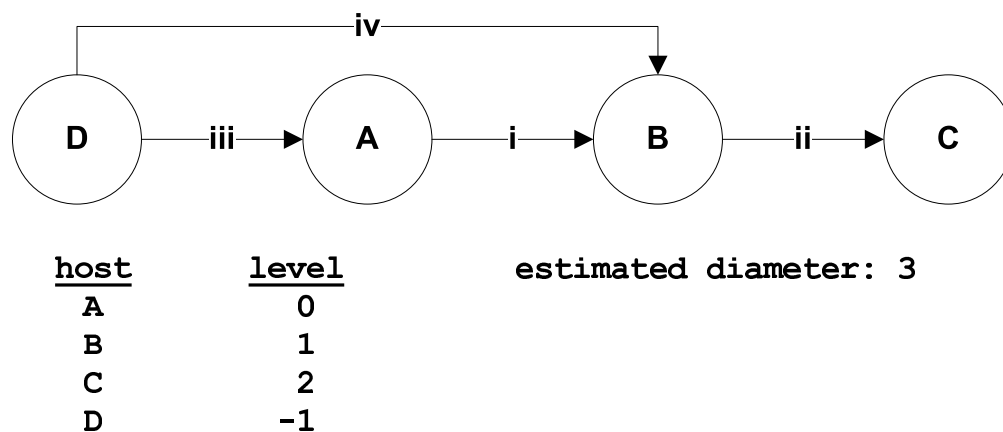 iv
D iii A i B ii C
host level estimated diameter: 3
A 0
B 1
C 2
D -1